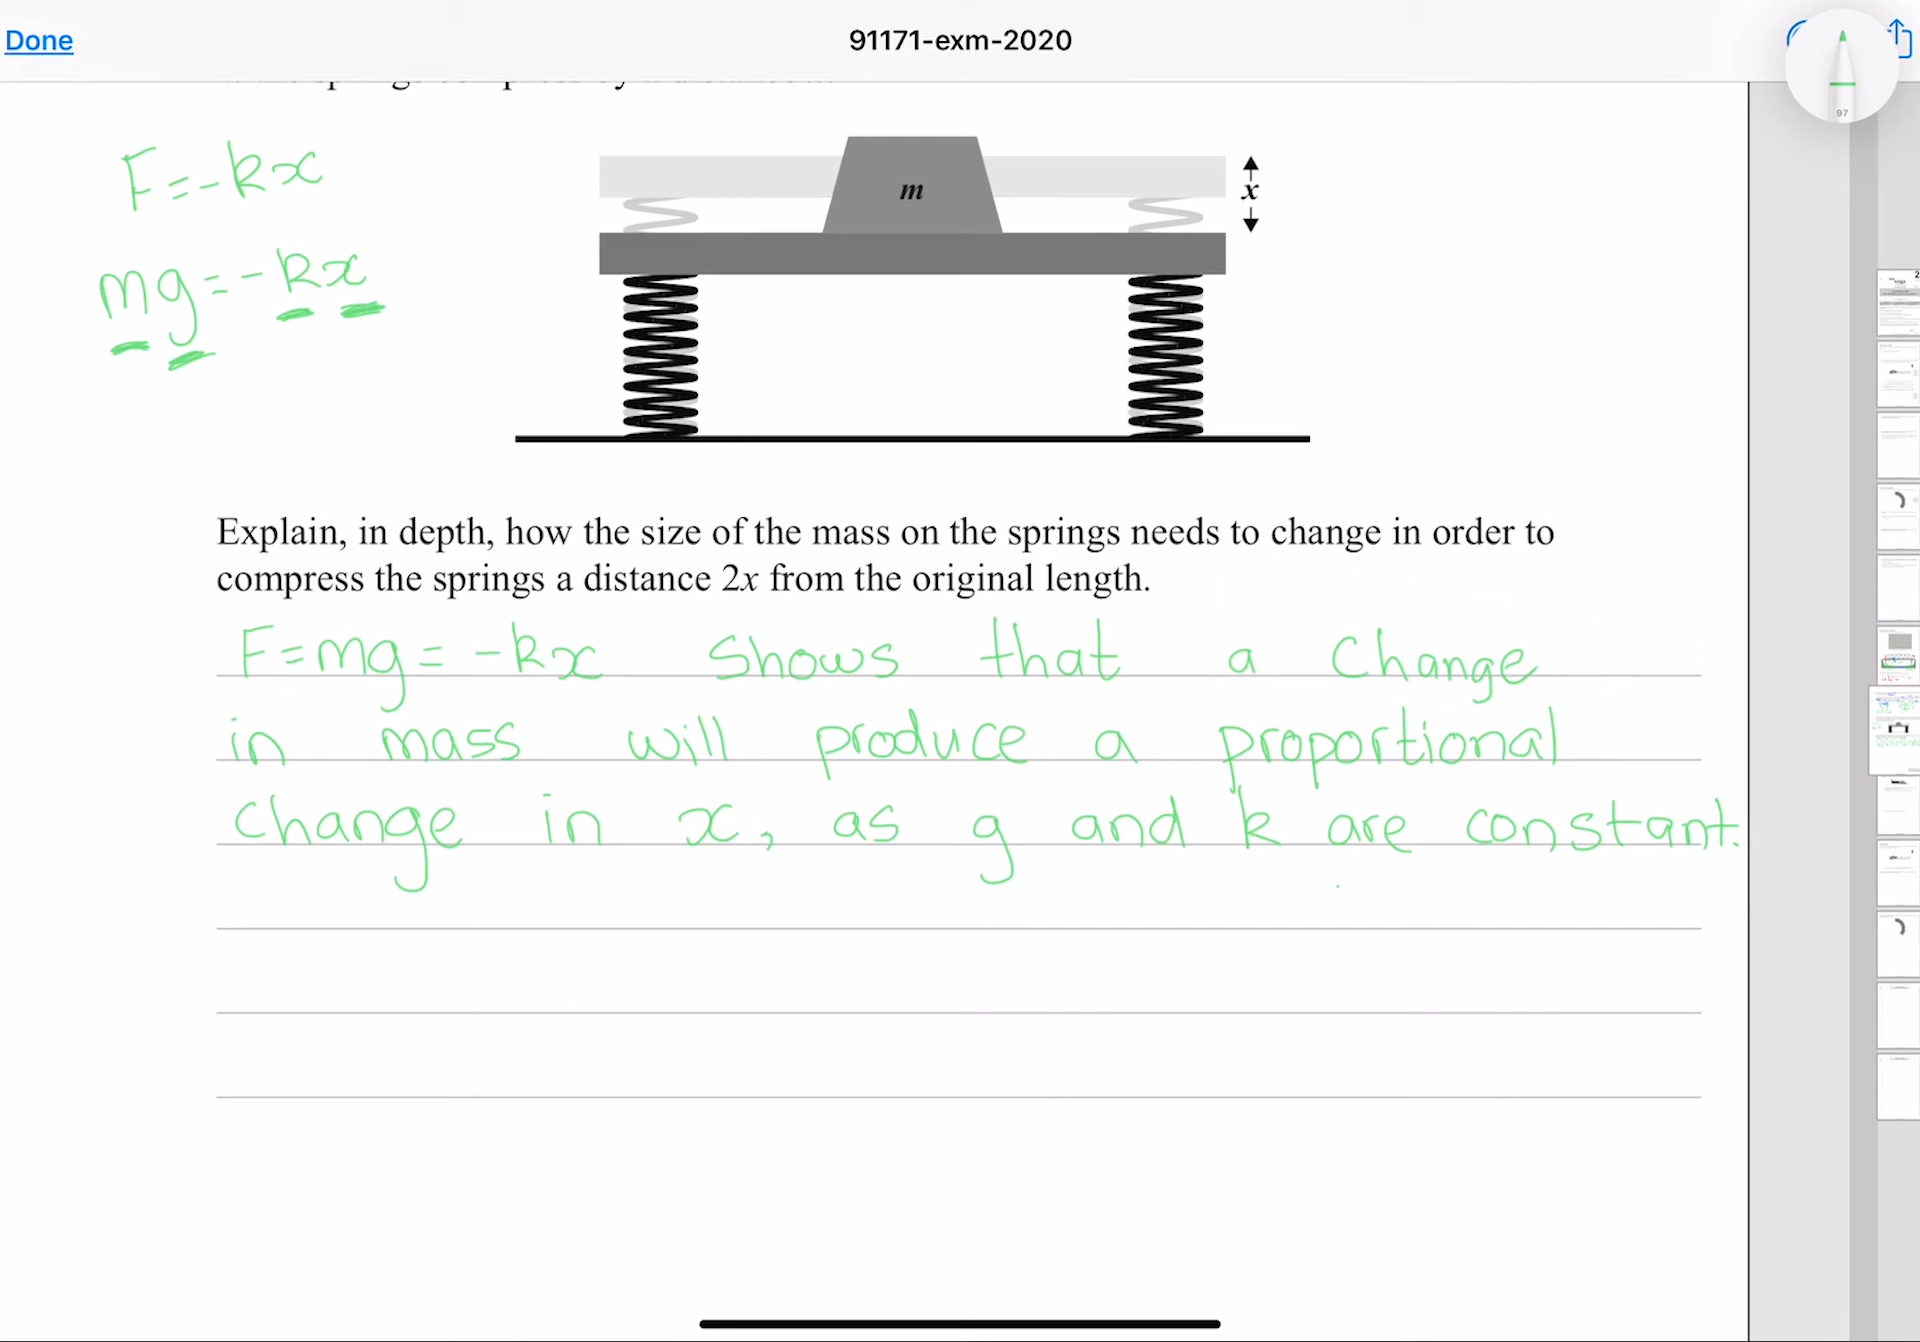 Done
91171-exm-2020
97
F=-kx
mg=-kx
m
x
Explain, in depth, how the size of the mass on the springs needs to change in order to
compress the springs a distance 2x from the original length.
F=mg= -kx shows that a change
in mass will produce a proportional
change in x, as g and k are constant.